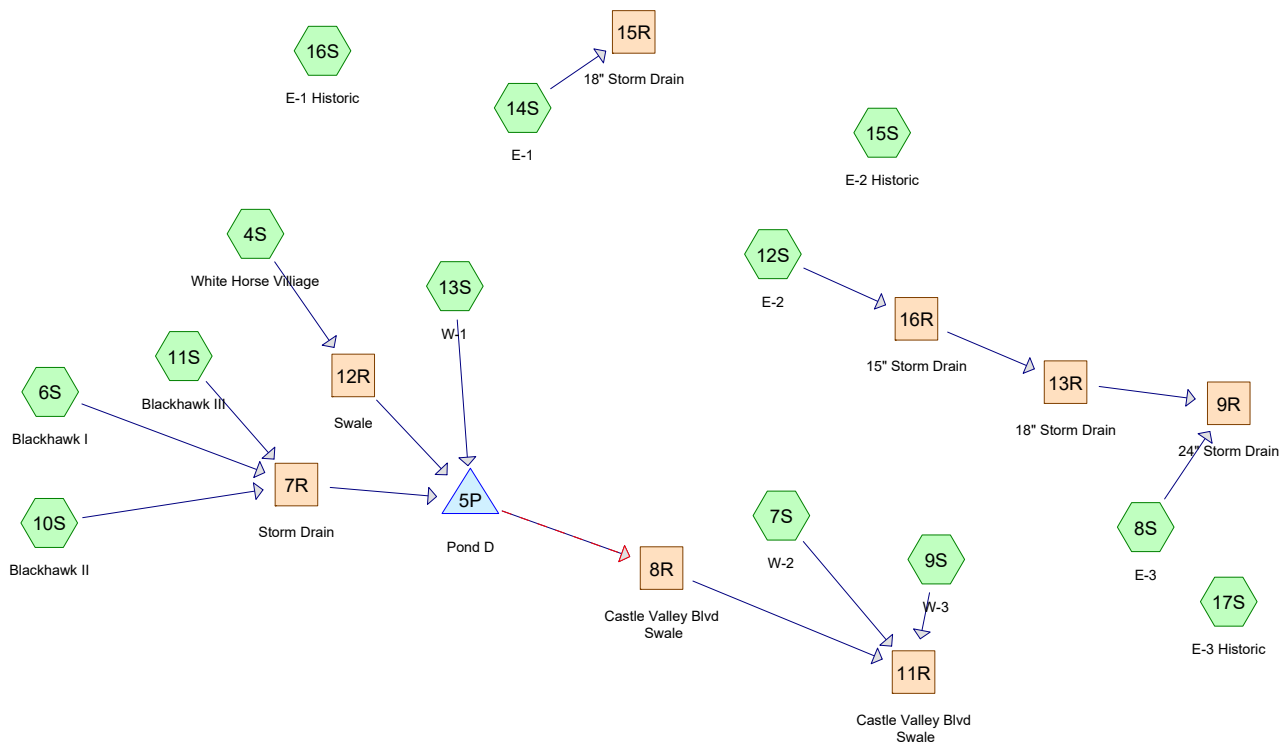 15R
18" Storm Drain
16S
E-1 Historic
14S
E-1
15S
E-2 Historic
4S
White Horse Villiage
13S
W-1
12S
E-2
16R
15" Storm Drain
11S
Blackhawk III
12R
Swale
13R
18" Storm Drain
9R
24" Storm Drain
6S
Blackhawk I
7R
Storm Drain
5P
Pond D
10S
Blackhawk II
7S
W-2
8S
E-3
9S
W-3
8R
Castle Valley Blvd
Swale
17S
E-3 Historic
11R
Castle Valley Blvd
Swale